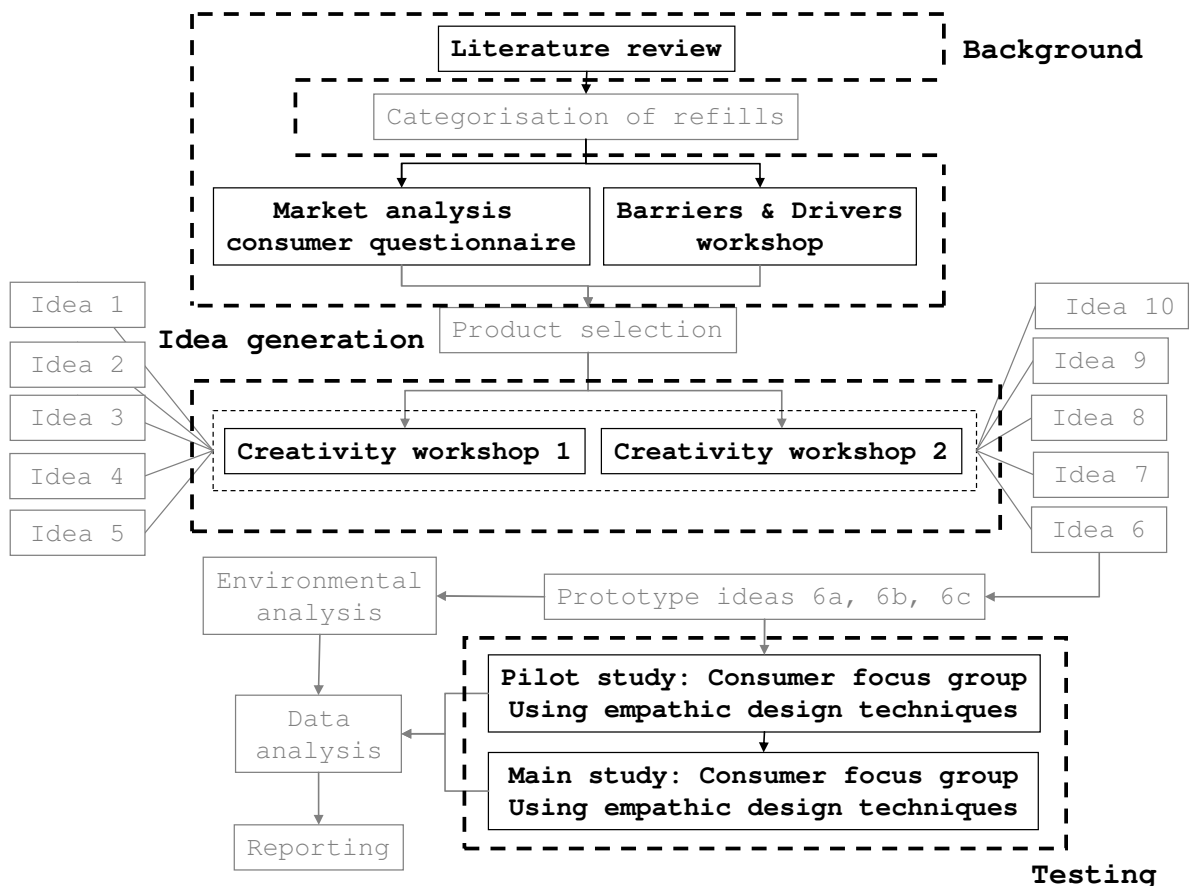 Literature review
Background
Categorisation of refills
Market analysis
consumer questionnaire
Barriers & Drivers
workshop
Idea 1
Idea 2
Idea 3
Idea 4
Idea 5
Idea generation
Product selection
Idea 10
Idea 9
Idea 8
Idea 7
Idea 6
Creativity workshop 1
Creativity workshop 2
Environmental
analysis
Prototype ideas 6a, 6b, 6c
Pilot study: Consumer focus group
Using empathic design techniques
Data
analysis
Main study: Consumer focus group
Using empathic design techniques
Reporting
Testing